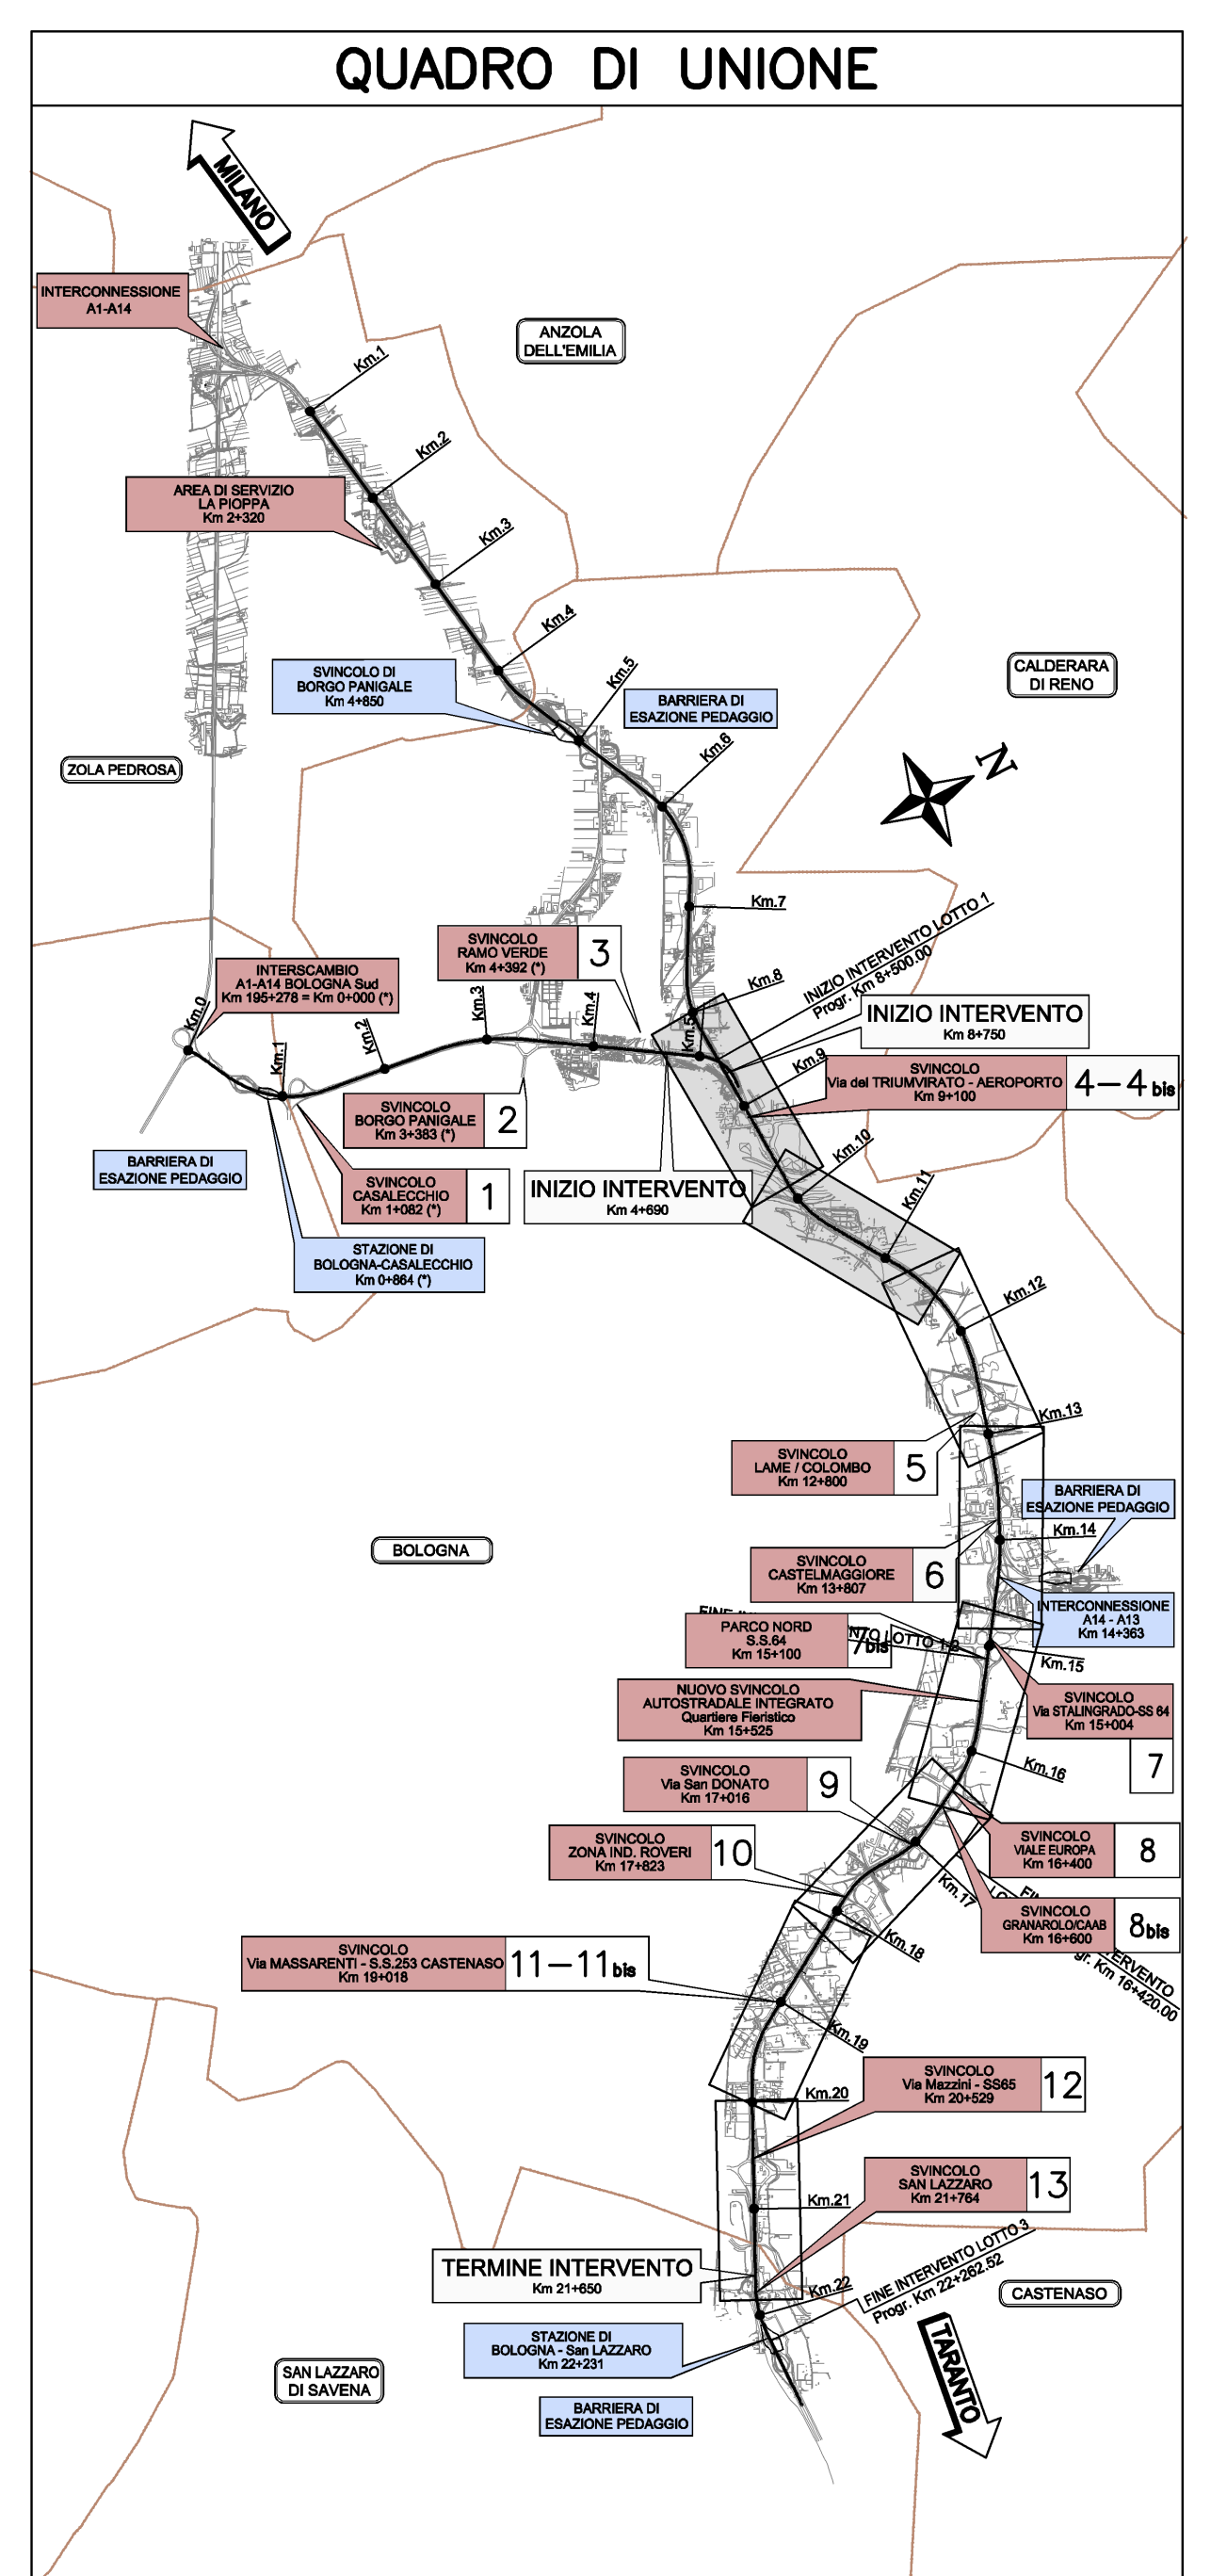 QUADRO DI UNIONE
MILANO
INTERCONNESSIONE
A1-A14
ANZOLA
DELL'EMILIA
Km.1
Km.2
AREA DI SERVIZIO
LA PIOPPA
Km 2+320
Km.3
Km.4
SVINCOLO DI
BORGO PANIGALE
Km 4+850
Km.5
BARRIERA DI
ESAZIONE PEDAGGIO
CALDERARA
DI RENO
Km.6
N
ZOLA PEDROSA
Km.7
INIZIO INTERVENTO LOTTO 1
Progr. Km 8+500.00
SVINCOLO
RAMO VERDE
Km 4+392 (*)
3
INTERSCAMBIO
A1-A14 BOLOGNA Sud
Km 195+278 = Km 0+000 (*)
Km.8
INIZIO INTERVENTO
Km 8+750
Km.0
Km.1
Km.2
Km.3
Km.4
Km.5
Km.9
SVINCOLO
Via del TRIUMVIRATO - AEROPORTO
Km 9+100
4-4 bis
SVINCOLO
BORGO PANIGALE
Km 3+383 (*)
2
BARRIERA DI
ESAZIONE PEDAGGIO
SVINCOLO
CASALECCHIO
Km 1+082 (*)
1
INIZIO INTERVENTO
Km 4+690
Km.10
Km.11
STAZIONE DI
BOLOGNA-CASALECCHIO
Km 0+864 (*)
Km.12
Km.13
SVINCOLO
LAME / COLOMBO
Km 12+800
5
BARRIERA DI
ESAZIONE PEDAGGIO
Km.14
BOLOGNA
SVINCOLO
CASTELMAGGIORE
Km 13+807
6
INTERCONNESSIONE
A14 - A13
Km 14+363
PARCO NORD
S.S.64
Km 15+100
7bis
LOTTO
Km.15
NUOVO SVINCOLO
AUTOSTRADALE INTEGRATO
Quartiere Fieristico
Km 15+525
SVINCOLO
Via STALINGRADO-SS 64
Km 15+004
7
Km.16
SVINCOLO
Via San DONATO
Km 17+016
9
SVINCOLO
VIALE EUROPA
Km 16+400
8
SVINCOLO
ZONA IND. ROVERI
Km 17+823
10
Km.17
SVINCOLO
GRANAROLO/CAAB
Km 16+600
8bis
Km 16+420.00
Km.18
SVINCOLO
Via MASSARENTI - S.S.253 CASTENASO
Km 19+018
11-11bis
Km.19
SVINCOLO
Via Mazzini - SS65
Km 20+529
12
Km.20
SVINCOLO
SAN LAZZARO
Km 21+764
13
Km.21
TERMINE INTERVENTO
Km 21+650
Km.22
FINE INTERVENTO LOTTO 3
Progr. Km 22+262.52
CASTENASO
STAZIONE DI
BOLOGNA - San LAZZARO
Km 22+231
SAN LAZZARO
DI SAVENA
TARANTO
BARRIERA DI
ESAZIONE PEDAGGIO